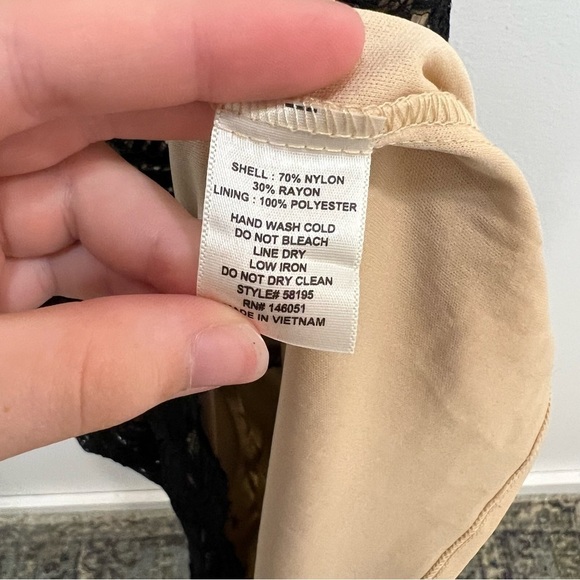 SHELL : 70% NYLON
30% RAYON
LINING : 100% POLYESTER
HAND WASH COLD
DO NOT BLEACH
LINE DRY
LOW IRON
DO NOT DRY CLEAN
STYLE# 58195
RN# 146051
MADE IN VIETNAM